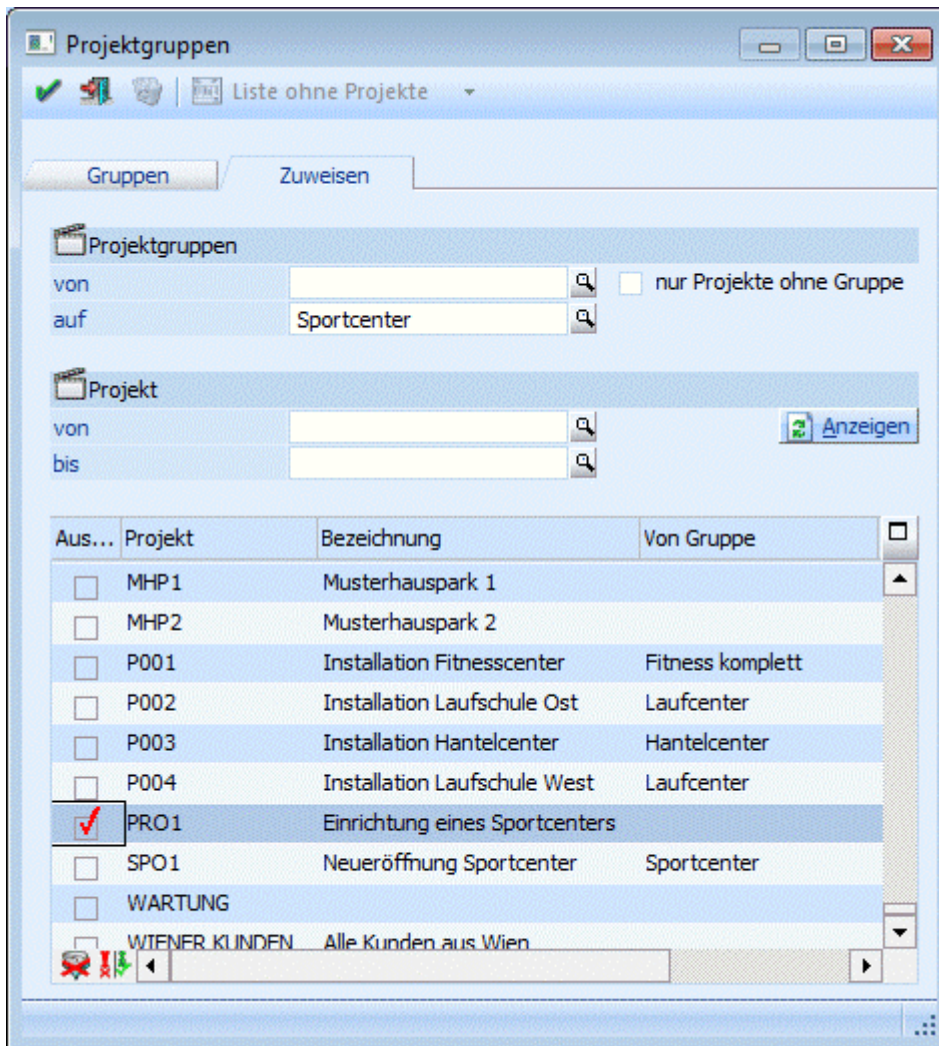 Projektgruppen
Liste ohne Projekte
Gruppen Zuweisen
Projektgruppen
von nur Projekte ohne Gruppe
auf Sportcenter
Projekt
von Anzeigen
bis
Aus... Projekt Bezeichnung Von Gruppe
MHP1 Musterhauspark 1
MHP2 Musterhauspark 2
P001 Installation Fitnesscenter Fitness komplett
P002 Installation Laufschule Ost Laufcenter
P003 Installation Hantelcenter Hantelcenter
P004 Installation Laufschule West Laufcenter
PRO1 Einrichtung eines Sportcenters
SPO1 Neueröffnung Sportcenter Sportcenter
WARTUNG
WIENER KUNDEN Alle Kunden aus Wien